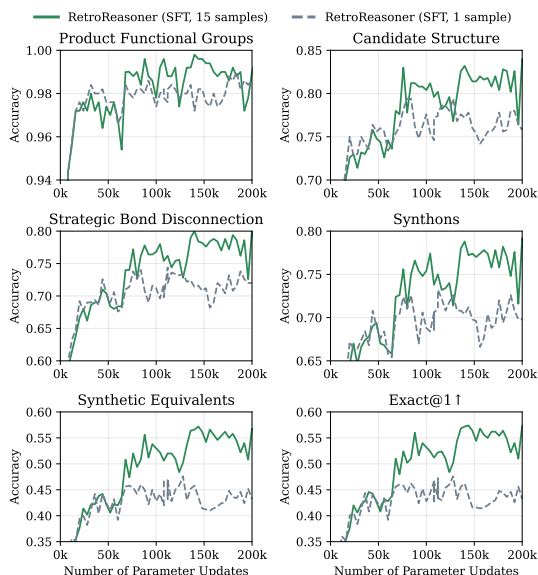 RetroReasoner (SFT, 15 samples) RetroReasoner (SFT, 1 sample)
Product Functional Groups
Accuracy
1.00
0.98
0.96
0.94
0k 50k 100k 150k 200k
Candidate Structure
Accuracy
0.85
0.80
0.75
0.70
0k 50k 100k 150k 200k
Strategic Bond Disconnection
Accuracy
0.80
0.75
0.70
0.65
0.60
0k 50k 100k 150k 200k
Synthons
Accuracy
0.80
0.75
0.70
0.65
0k 50k 100k 150k 200k
Synthetic Equivalents
Accuracy
0.60
0.55
0.50
0.45
0.40
0.35
0k 50k 100k 150k 200k
Number of Parameter Updates
Exact@1↑
Accuracy
0.60
0.55
0.50
0.45
0.40
0.35
0k 50k 100k 150k 200k
Number of Parameter Updates